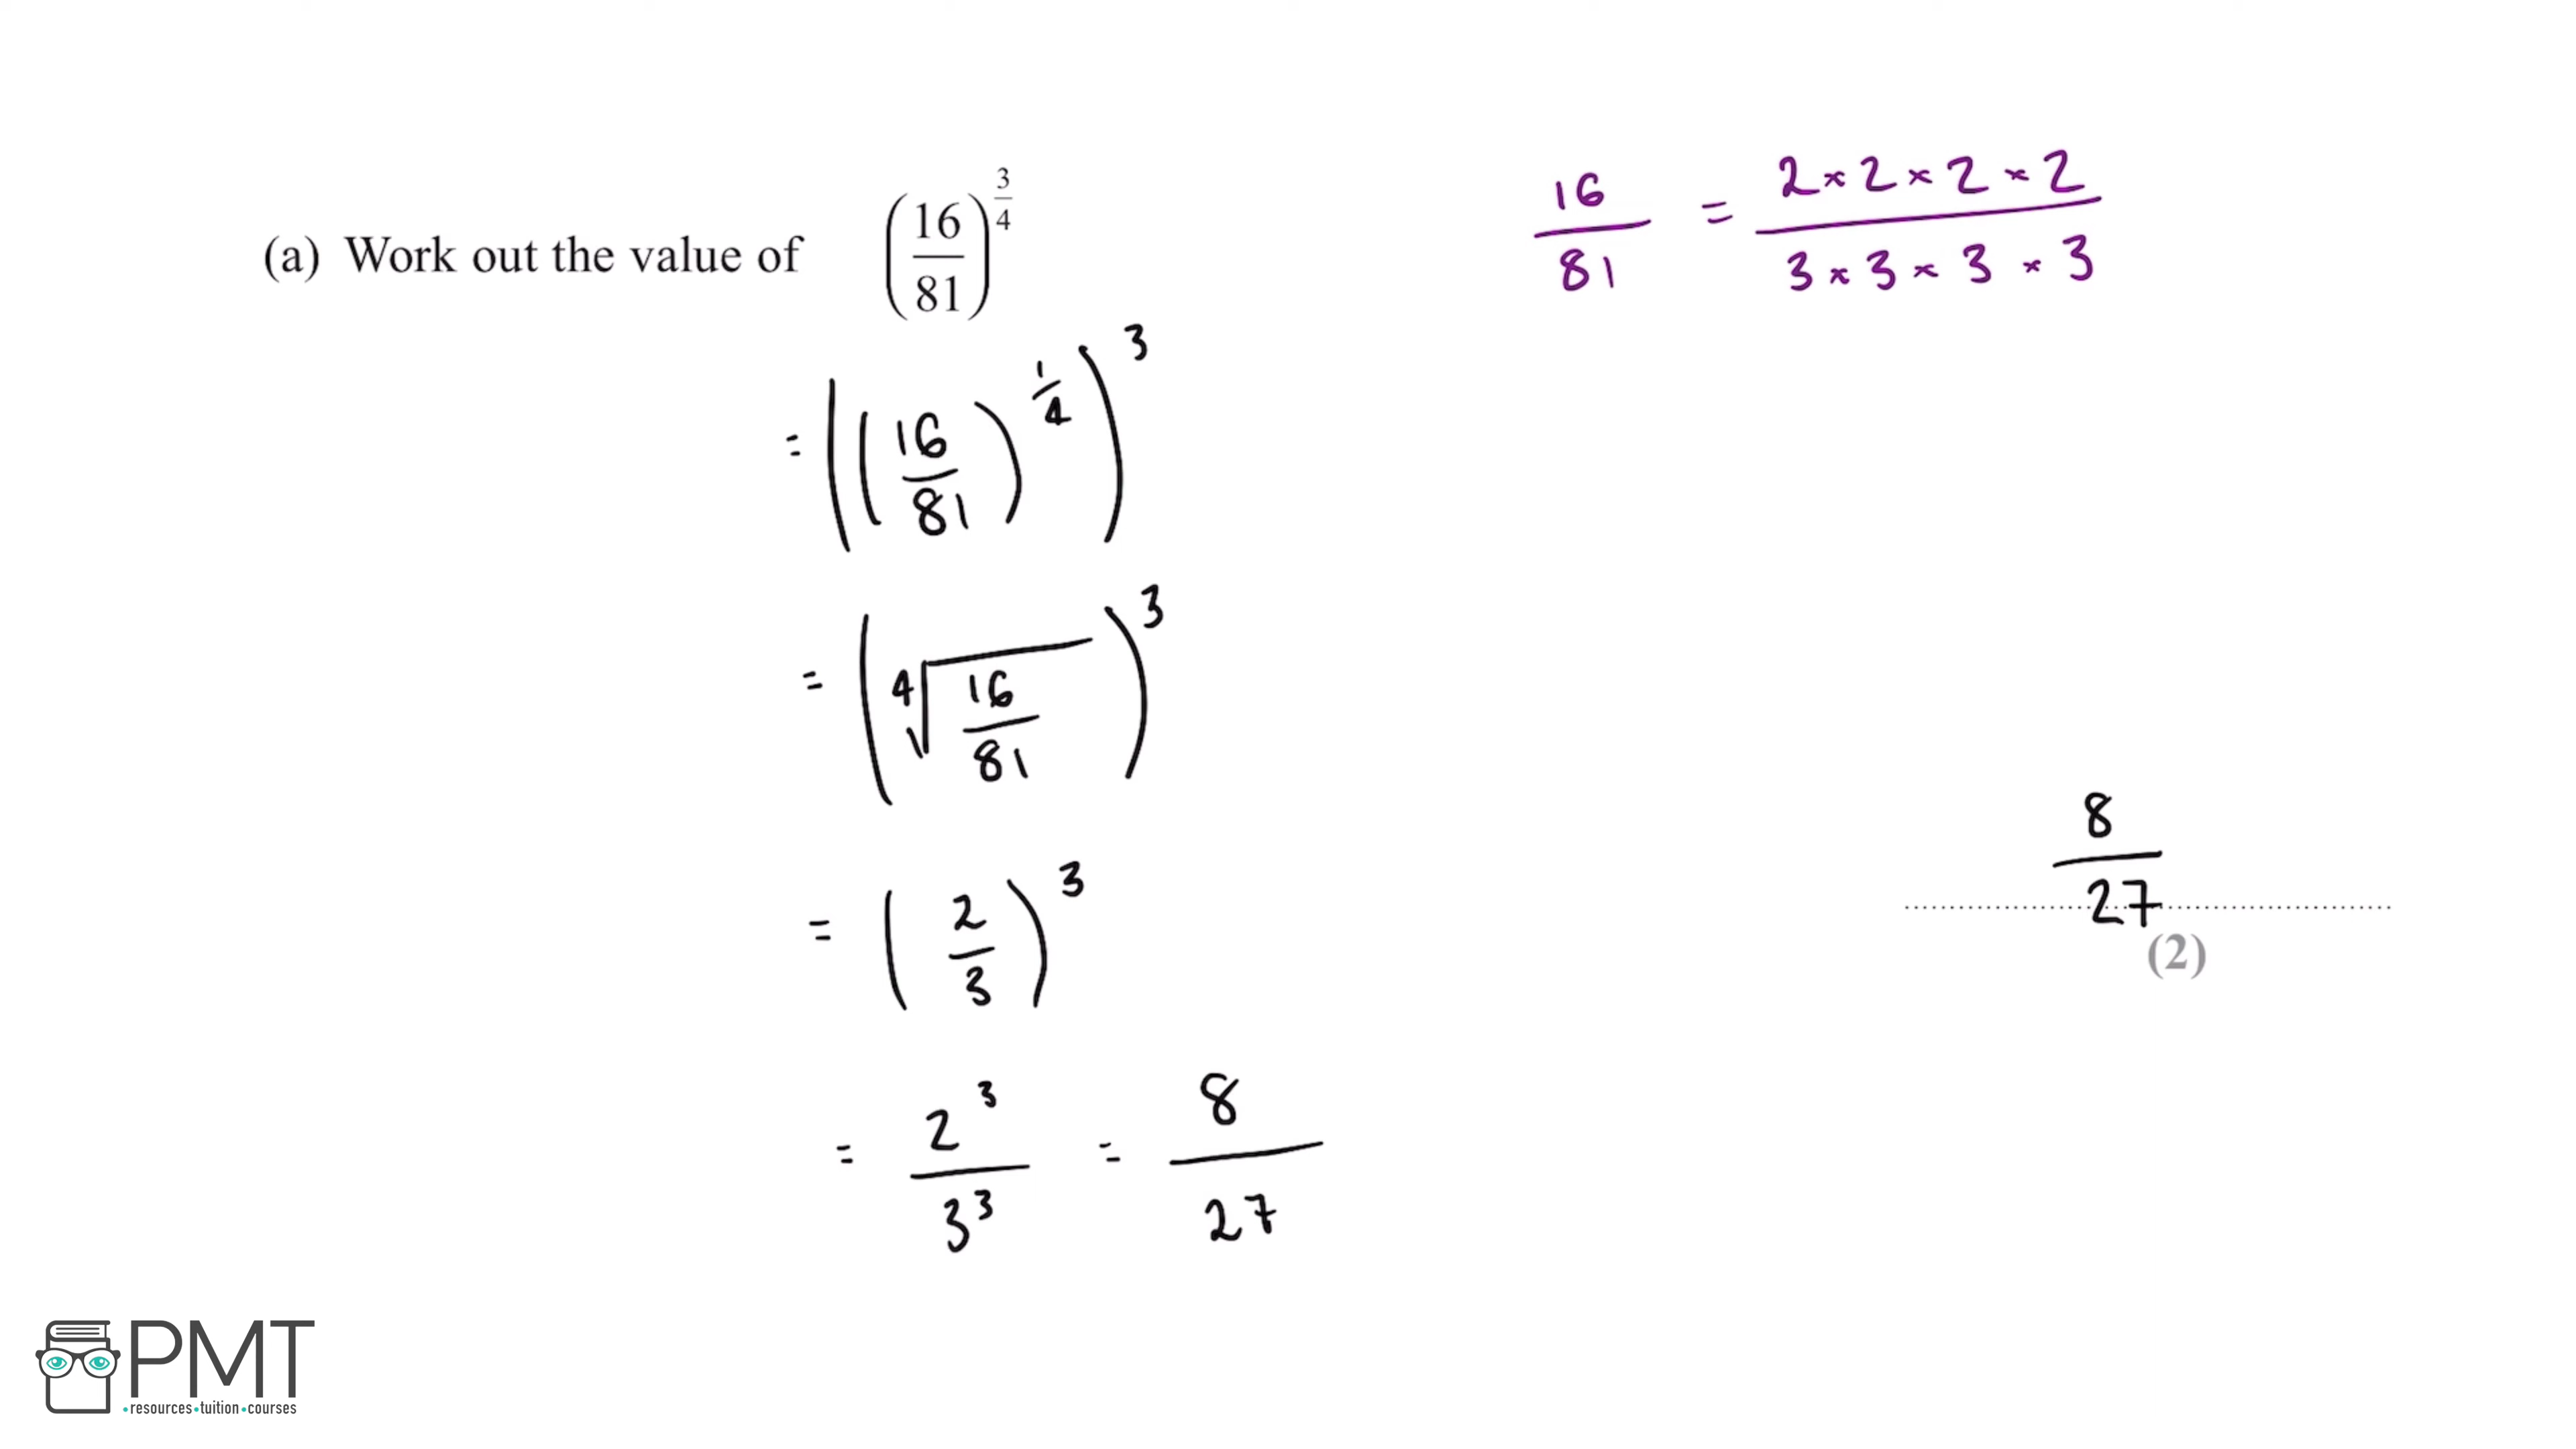 (a) Work out the value of (16/81)^(3/4)
16/81 = (2 × 2 × 2 × 2)/(3 × 3 × 3 × 3)
= ((16/81)^(1/4))^3
= (⁴√(16/81))^3
= (2/3)^3
= 2^3/3^3 = 8/27
8/27
(2)
PMT
•resources•tuition•courses